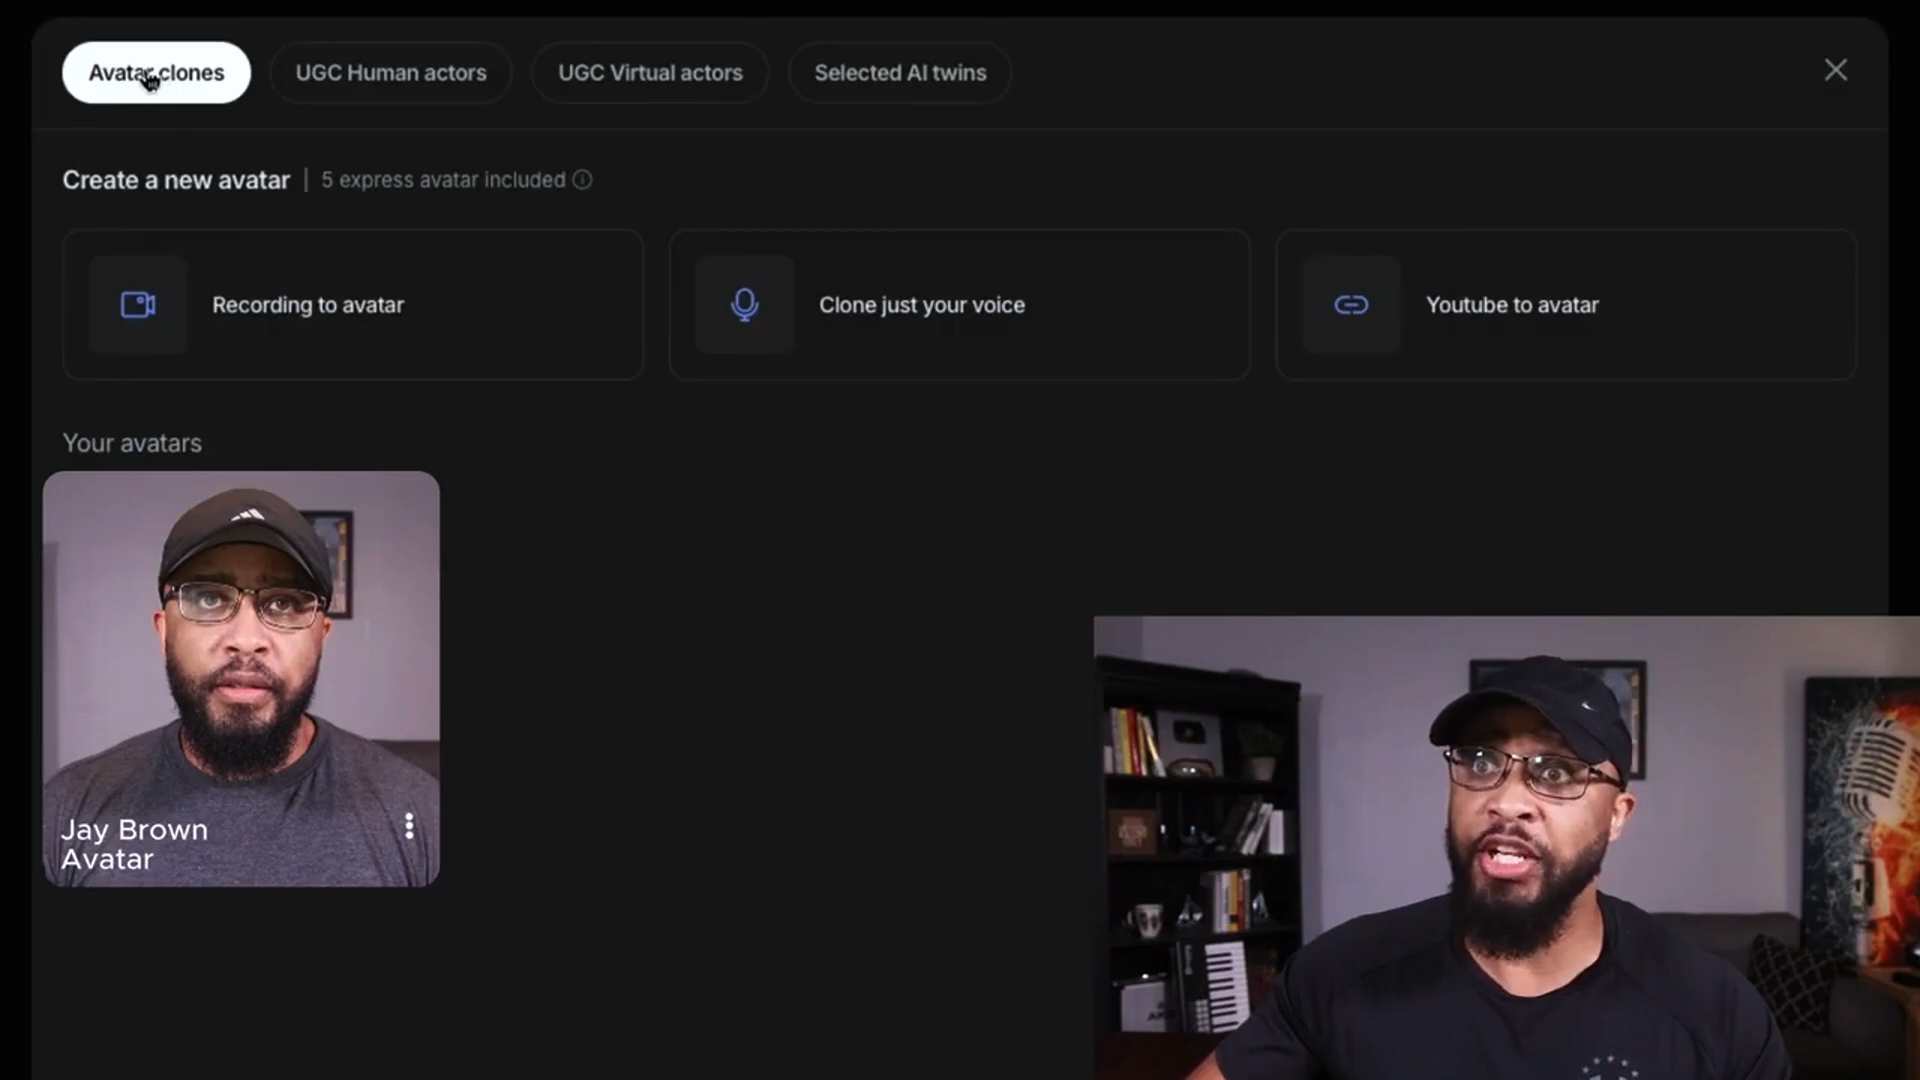 Avatar clones
UGC Human actors
UGC Virtual actors
Selected AI twins
Create a new avatar | 5 express avatar included
Recording to avatar
Clone just your voice
Youtube to avatar
Your avatars
Jay Brown
Avatar